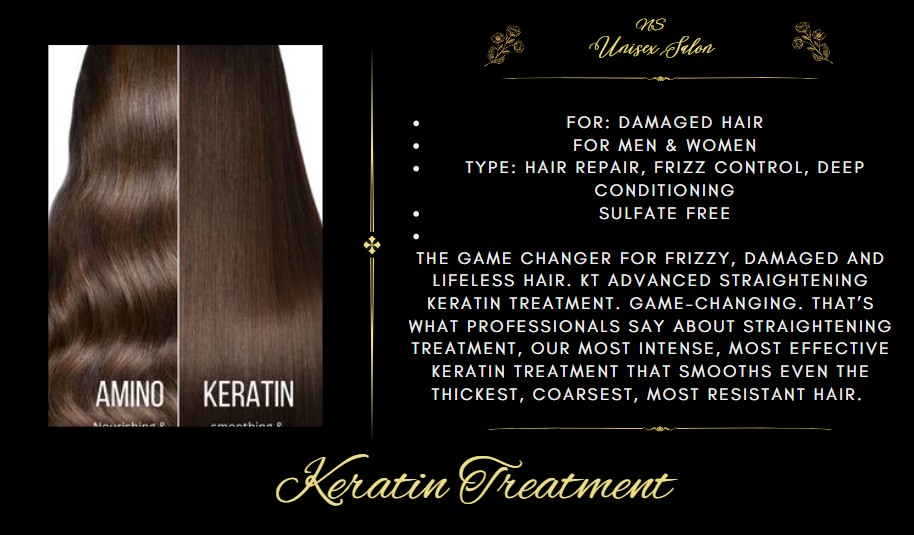 NS
Unisex Salon
• FOR: DAMAGED HAIR
• FOR MEN & WOMEN
• TYPE: HAIR REPAIR, FRIZZ CONTROL, DEEP
CONDITIONING
• SULFATE FREE
•
THE GAME CHANGER FOR FRIZZY, DAMAGED AND
LIFELESS HAIR. KT ADVANCED STRAIGHTENING
KERATIN TREATMENT. GAME-CHANGING. THAT'S
WHAT PROFESSIONALS SAY ABOUT STRAIGHTENING
TREATMENT, OUR MOST INTENSE, MOST EFFECTIVE
KERATIN TREATMENT THAT SMOOTHS EVEN THE
THICKEST, COARSEST, MOST RESISTANT HAIR.
AMINO KERATIN
Nourishing & smoothing &
Keratin Treatment